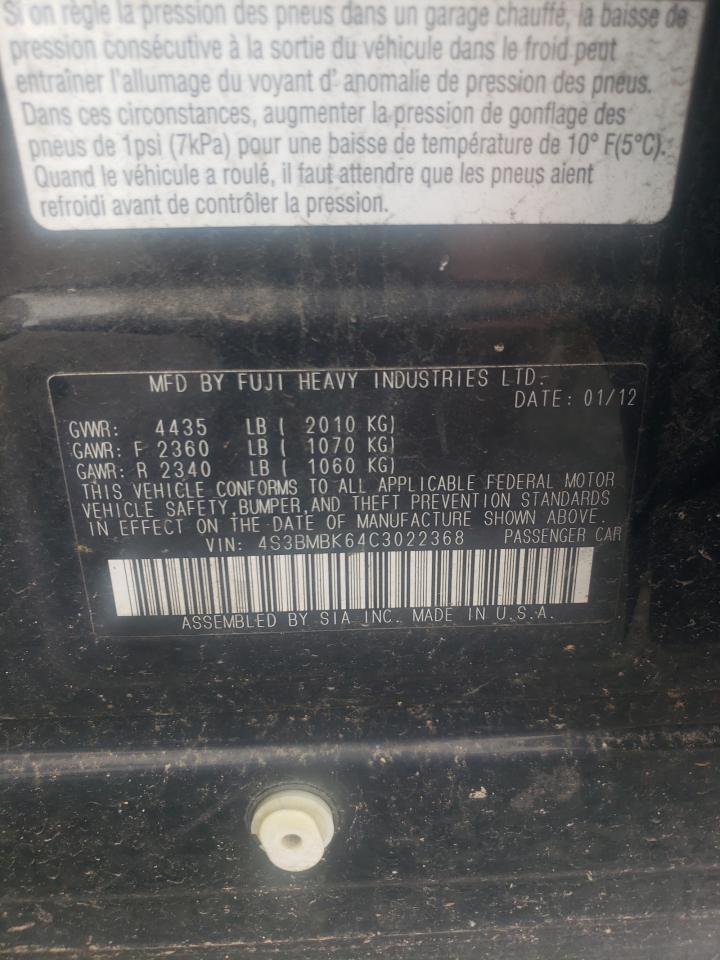 Si on règle la pression des pneus dans un garage chauffé, la baisse de
pression consécutive à la sortie du véhicule dans le froid peut
entraîner l'allumage du voyant d' anomalie de pression des pneus.
Dans ces circonstances, augmenter la pression de gonflage des
pneus de 1psi (7kPa) pour une baisse de température de 10° F(5°C).
Quand le véhicule a roulé, il faut attendre que les pneus aient
refroidi avant de contrôler la pression.
MFD BY FUJI HEAVY INDUSTRIES LTD.
DATE: 01/12
GVWR: 4435 LB ( 2010 KG)
GAWR: F 2360 LB ( 1070 KG)
GAWR: R 2340 LB ( 1060 KG)
THIS VEHICLE CONFORMS TO ALL APPLICABLE FEDERAL MOTOR
VEHICLE SAFETY,BUMPER,AND THEFT PREVENTION STANDARDS
IN EFFECT ON THE DATE OF MANUFACTURE SHOWN ABOVE.
VIN: 4S3BMBK64C3022368 PASSENGER CAR
ASSEMBLED BY SIA INC. MADE IN U.S.A.